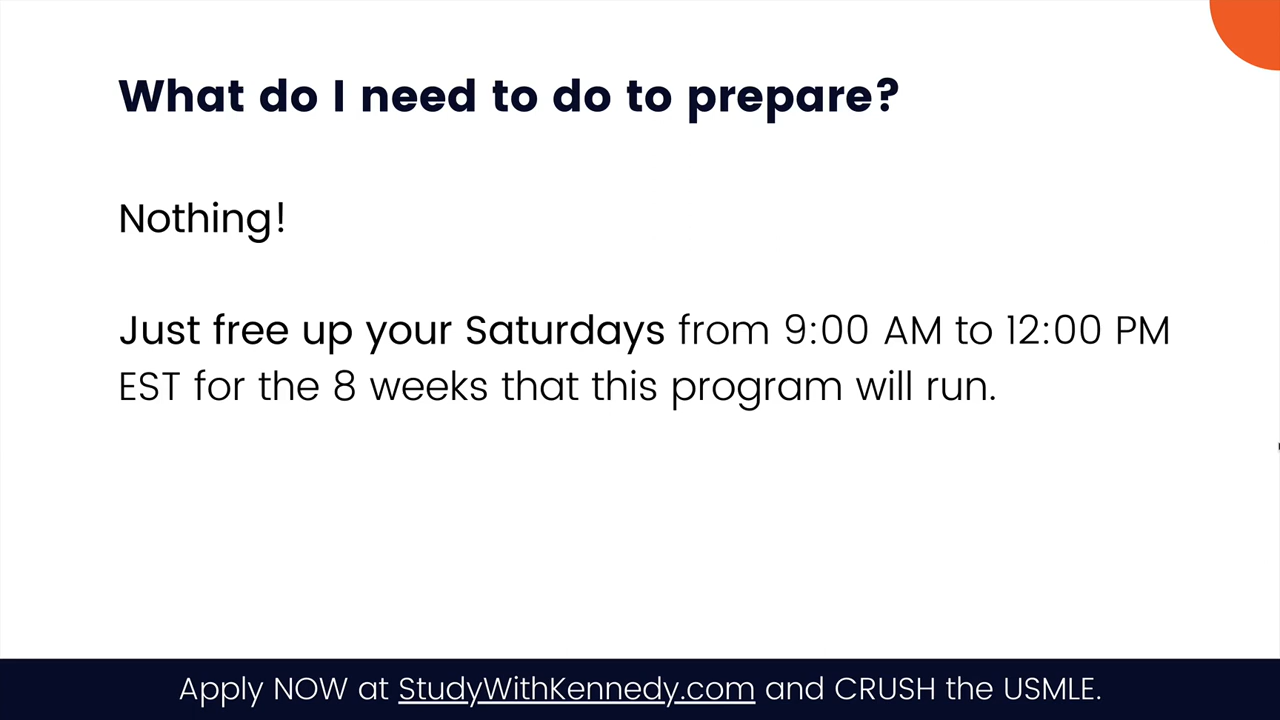 What do I need to do to prepare?
Nothing!
Just free up your Saturdays from 9:00 AM to 12:00 PM
EST for the 8 weeks that this program will run.
Apply NOW at StudyWithKennedy.com and CRUSH the USMLE.